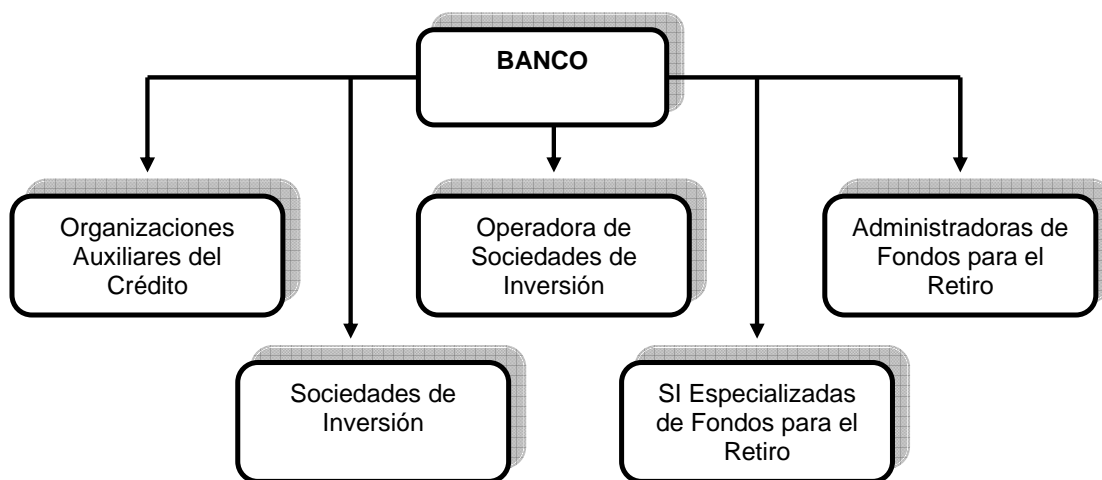 BANCO
Organizaciones
Auxiliares del
Crédito
Operadora de
Sociedades de
Inversión
Administradoras de
Fondos para el
Retiro
Sociedades de
Inversión
SI Especializadas
de Fondos para el
Retiro